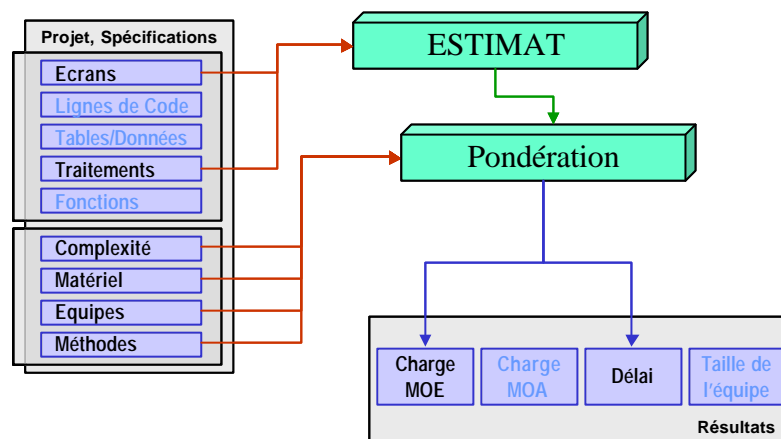 Projet, Spécifications
Ecrans
Lignes de Code
Tables/Données
Traitements
Fonctions
Complexité
Matériel
Equipes
Méthodes
ESTIMAT
Pondération
Charge
MOE
Charge
MOA
Délai
Taille de
l'équipe
Résultats